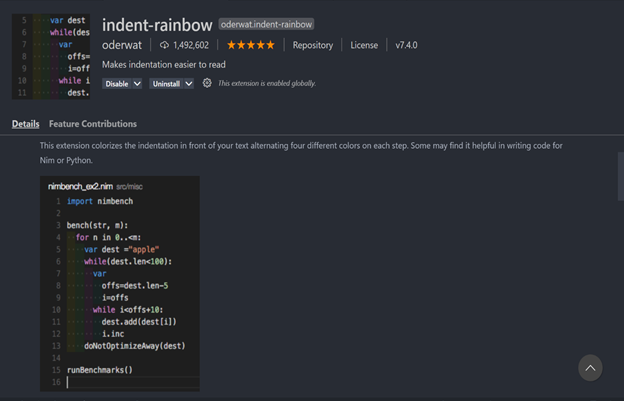 5 var dest
6 while(des
7 var
8 offs=
9 i=off
10 while i
11 dest.
indent-rainbow oderwat.indent-rainbow
oderwat 1,492,602 Repository License v7.4.0
Makes indentation easier to read
Disable Uninstall This extension is enabled globally.
Details Feature Contributions
This extension colorizes the indentation in front of your text alternating four different colors on each step. Some may find it helpful in writing code for
Nim or Python.
nimbench_ex2.nim src/misc
1 import nimbench
2
3 bench(str, m):
4 for n in 0..<m:
5 var dest ="apple"
6 while(dest.len<100):
7 var
8 offs=dest.len-5
9 i=offs
10 while i<offs+10:
11 dest.add(dest[i])
12 i.inc
13 doNotOptimizeAway(dest)
14
15 runBenchmarks()
16